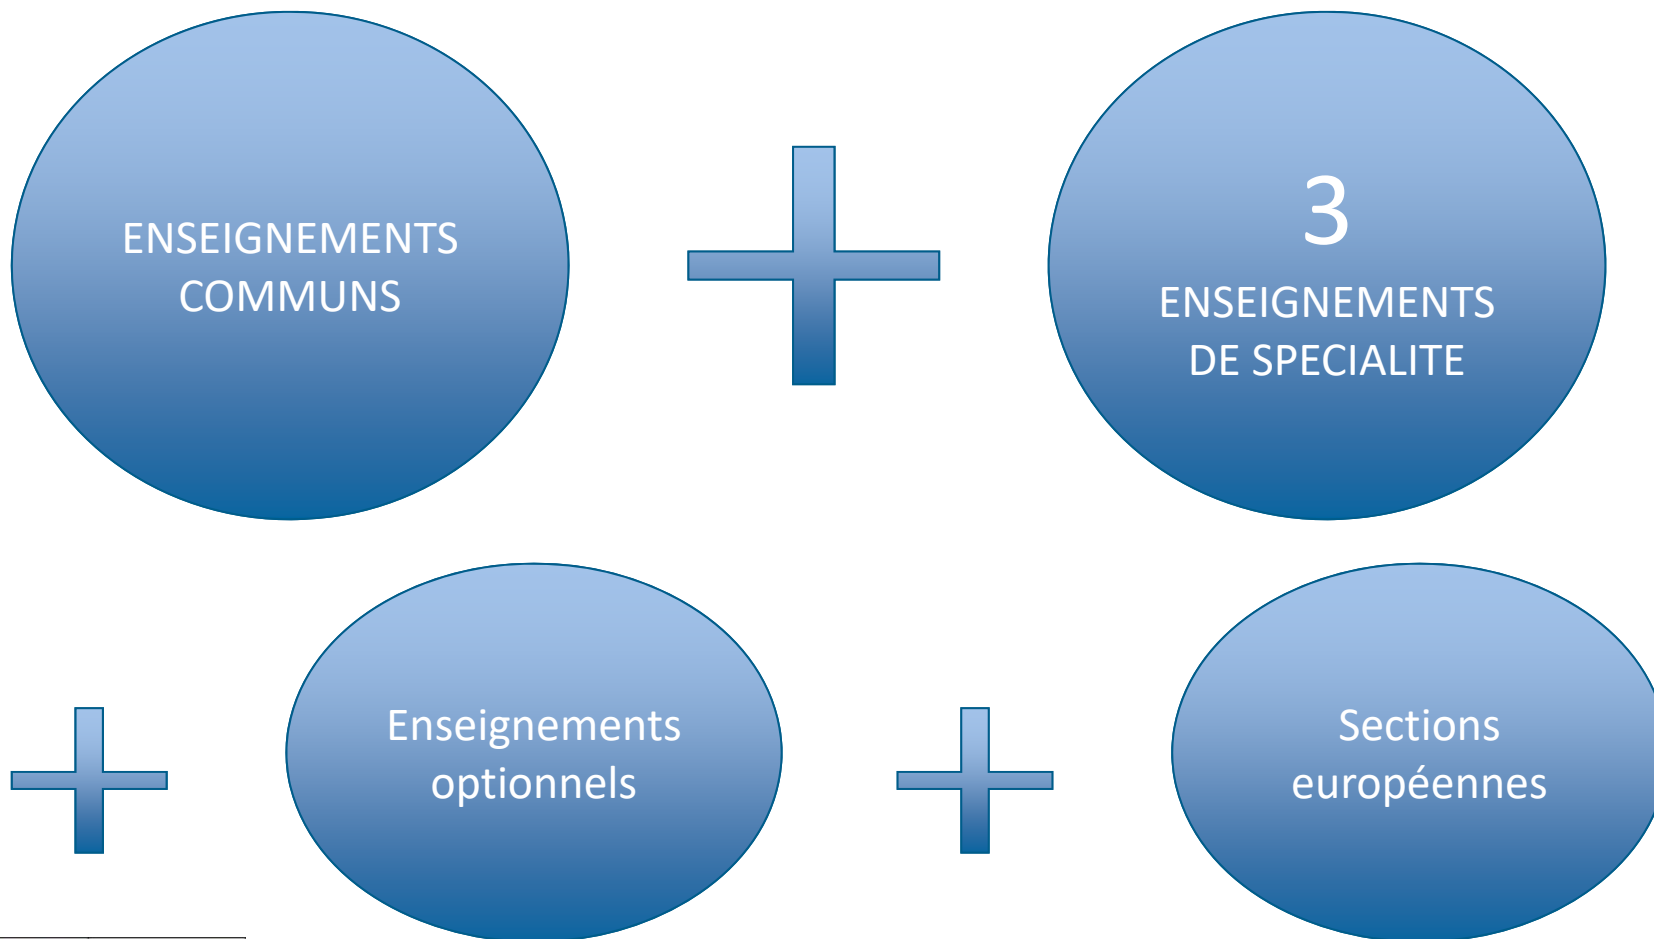 ENSEIGNEMENTS
COMMUNS
3
ENSEIGNEMENTS
DE SPECIALITE
Enseignements
optionnels
Sections
européennes